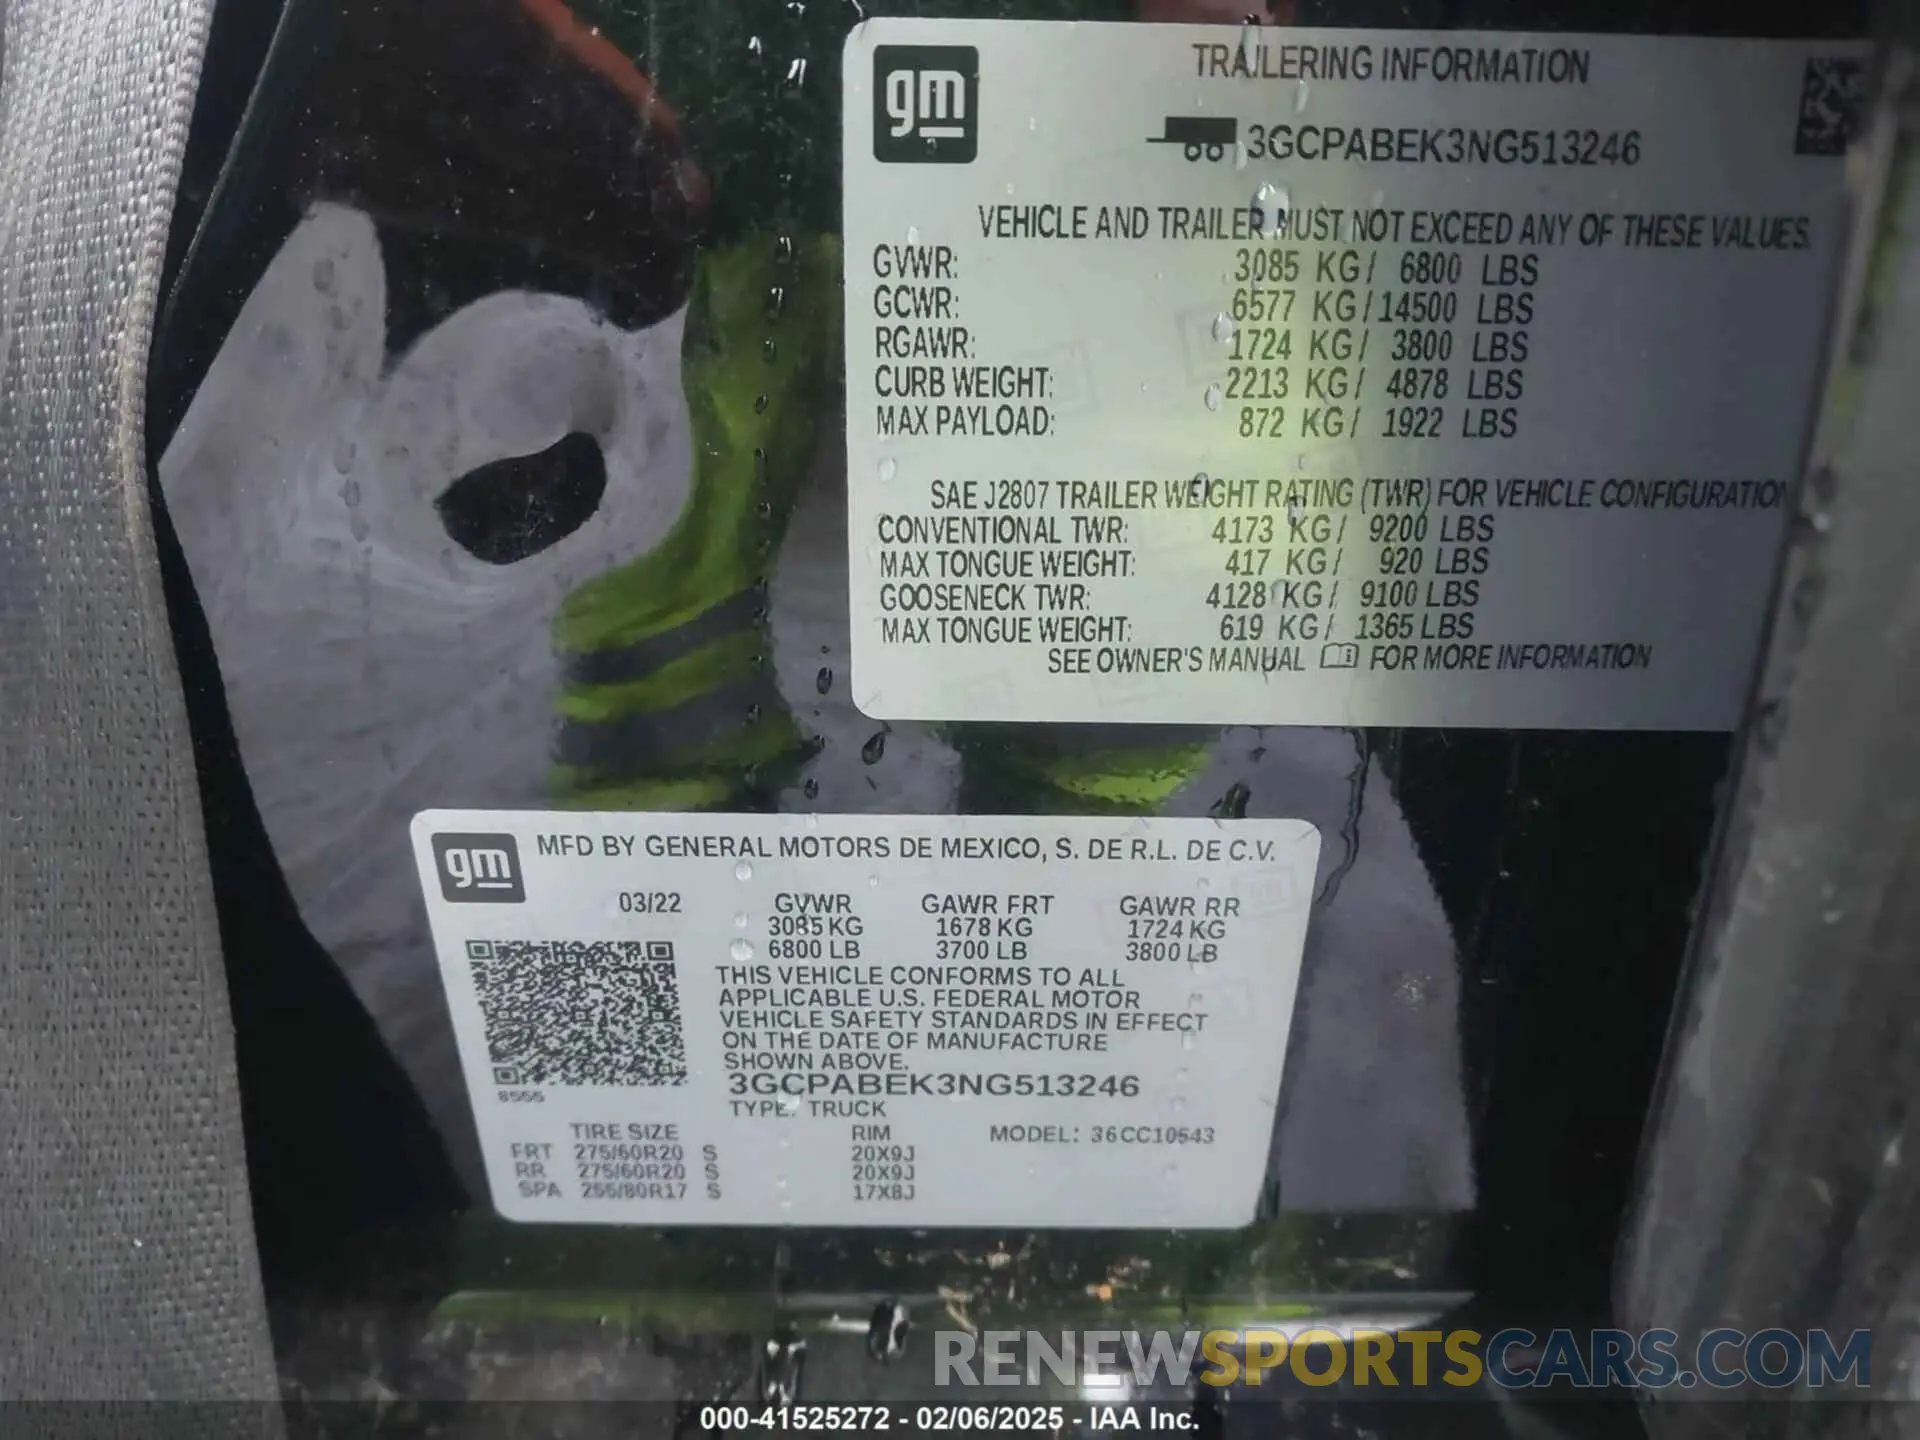 gm
TRAILERING INFORMATION
3GCPABEK3NG513246
VEHICLE AND TRAILER MUST NOT EXCEED ANY OF THESE VALUES.
GVWR: 3085 KG/ 6800 LBS
GCWR: 6577 KG/14500 LBS
RGAWR: 1724 KG/ 3800 LBS
CURB WEIGHT: 2213 KG/ 4878 LBS
MAX PAYLOAD: 872 KG/ 1922 LBS
SAE J2807 TRAILER WEIGHT RATING (TWR) FOR VEHICLE CONFIGURATION
CONVENTIONAL TWR: 4173 KG/ 9200 LBS
MAX TONGUE WEIGHT: 417 KG/ 920 LBS
GOOSENECK TWR: 4128 KG/ 9100 LBS
MAX TONGUE WEIGHT: 619 KG/ 1365 LBS
SEE OWNER'S MANUAL FOR MORE INFORMATION
gm
MFD BY GENERAL MOTORS DE MEXICO, S. DE R.L. DE C.V.
03/22 GVWR GAWR FRT GAWR RR
3085 KG 1678 KG 1724 KG
6800 LB 3700 LB 3800 LB
THIS VEHICLE CONFORMS TO ALL
APPLICABLE U.S. FEDERAL MOTOR
VEHICLE SAFETY STANDARDS IN EFFECT
ON THE DATE OF MANUFACTURE
SHOWN ABOVE.
3GCPABEK3NG513246
8555
TYPE: TRUCK
TIRE SIZE RIM MODEL: 36CC10543
FRT 275/60R20 S 20X9J
RR 275/60R20 S 20X9J
SPA 255/80R17 S 17X8J
RENEWSPORTSCARS.COM
000-41525272 - 02/06/2025 - IAA Inc.